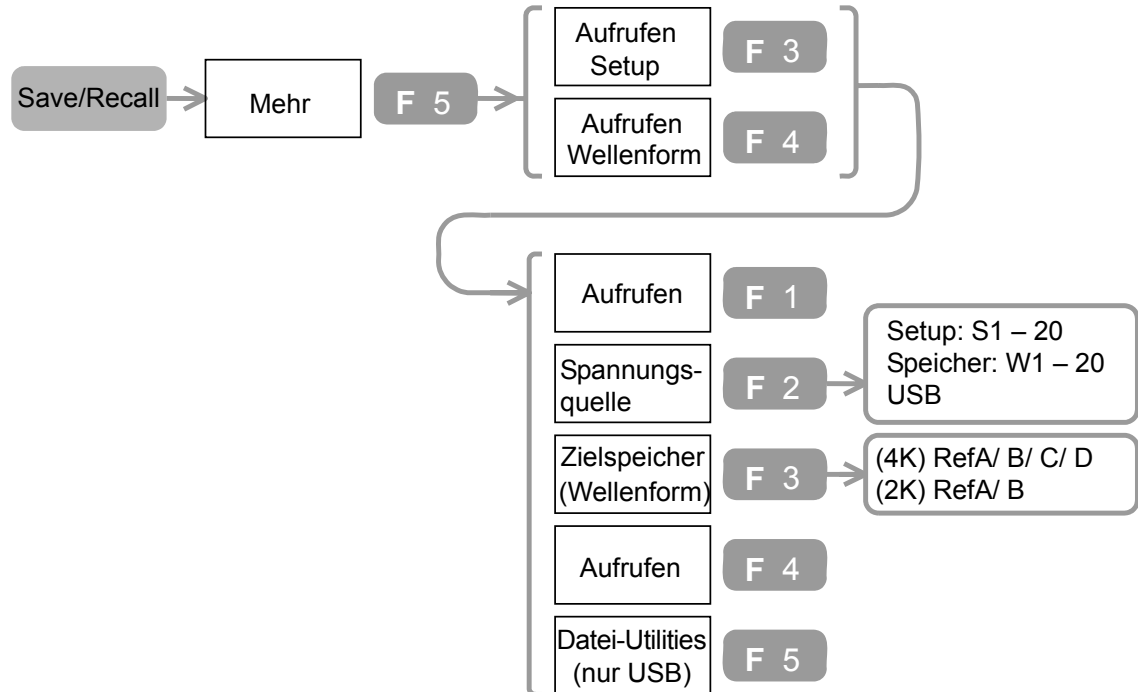 Save/Recall
Mehr
F 5
Aufrufen
Setup
F 3
Aufrufen
Wellenform
F 4
Aufrufen
F 1
Spannungs-
quelle
F 2
Setup: S1 – 20
Speicher: W1 – 20
USB
Zielspeicher
(Wellenform)
F 3
(4K) RefA/ B/ C/ D
(2K) RefA/ B
Aufrufen
F 4
Datei-Utilities
(nur USB)
F 5